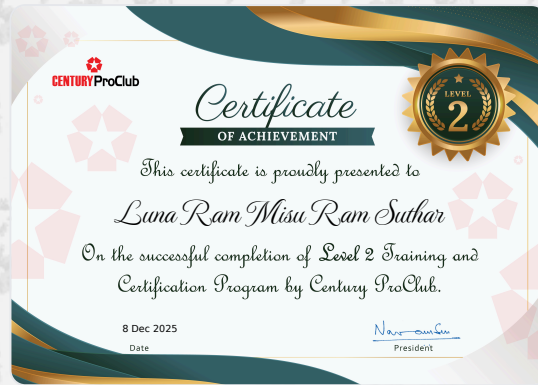 CENTURY ProClub
Certificate
OF ACHIEVEMENT
LEVEL
2
This certificate is proudly presented to
Luna Ram Misu Ram Suthar
On the successful completion of Level 2 Training and
Certification Program by Century ProClub.
8 Dec 2025
Date
President